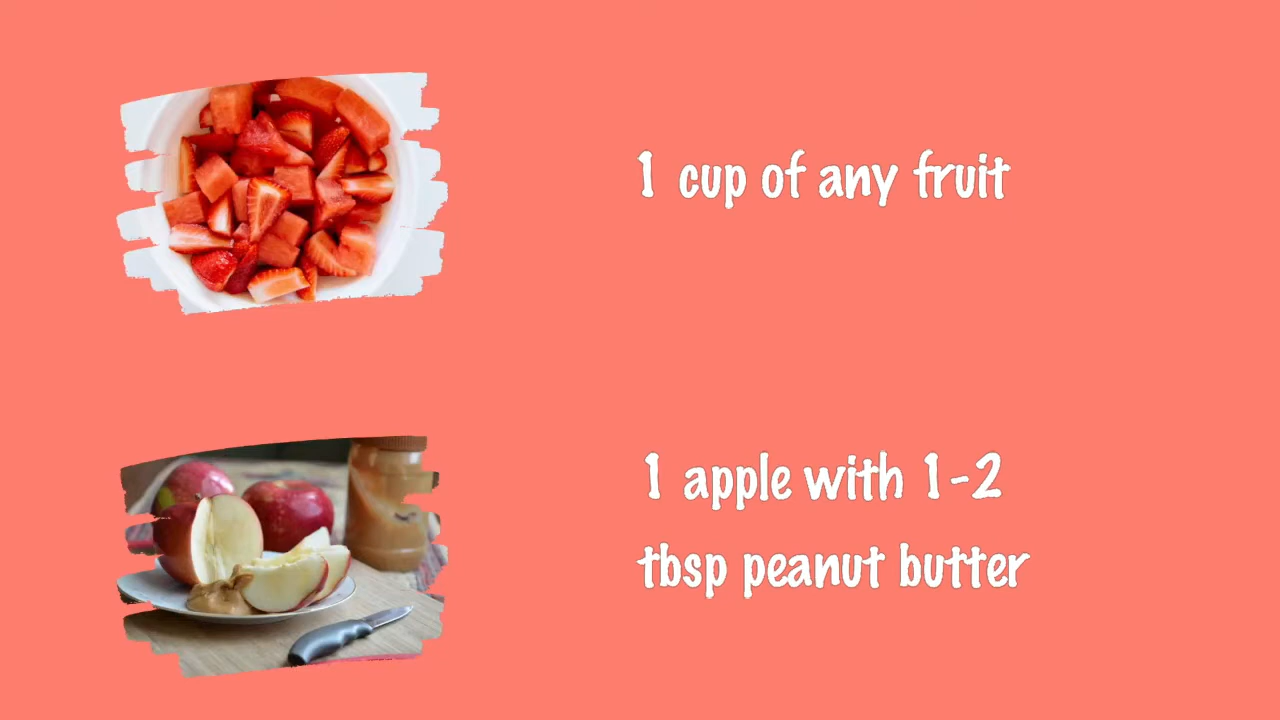 1 cup of any fruit
1 apple with 1-2
tbsp peanut butter